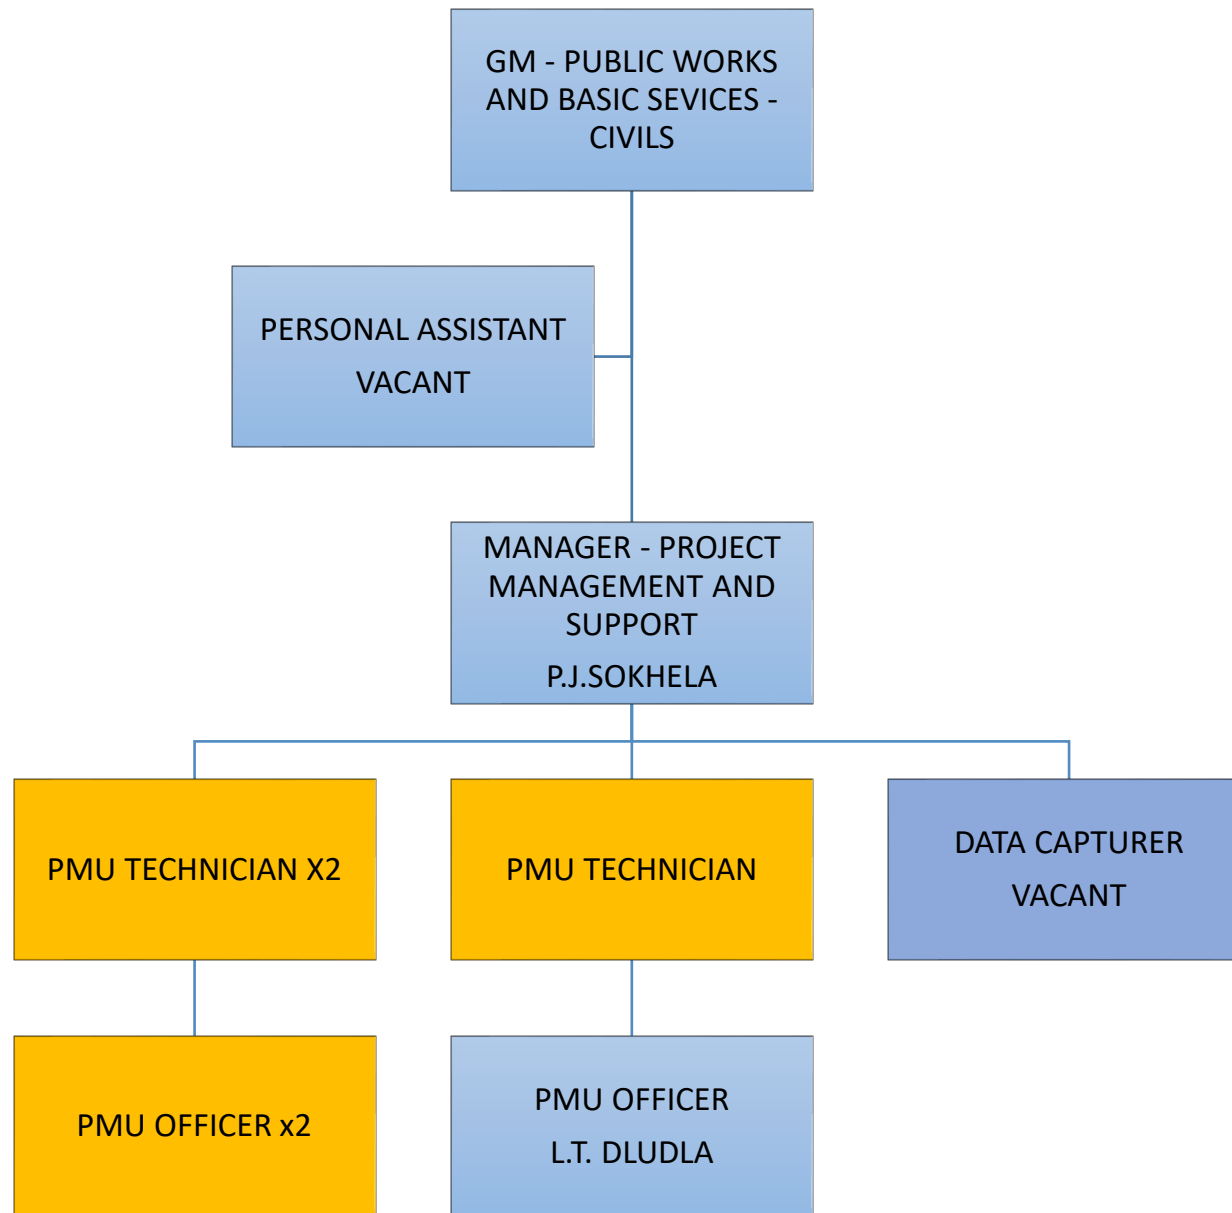 GM - PUBLIC WORKS
AND BASIC SEVICES -
CIVILS
PERSONAL ASSISTANT
VACANT
MANAGER - PROJECT
MANAGEMENT AND
SUPPORT
P.J.SOKHELA
PMU TECHNICIAN X2
PMU TECHNICIAN
DATA CAPTURER
VACANT
PMU OFFICER x2
PMU OFFICER
L.T. DLUDLA